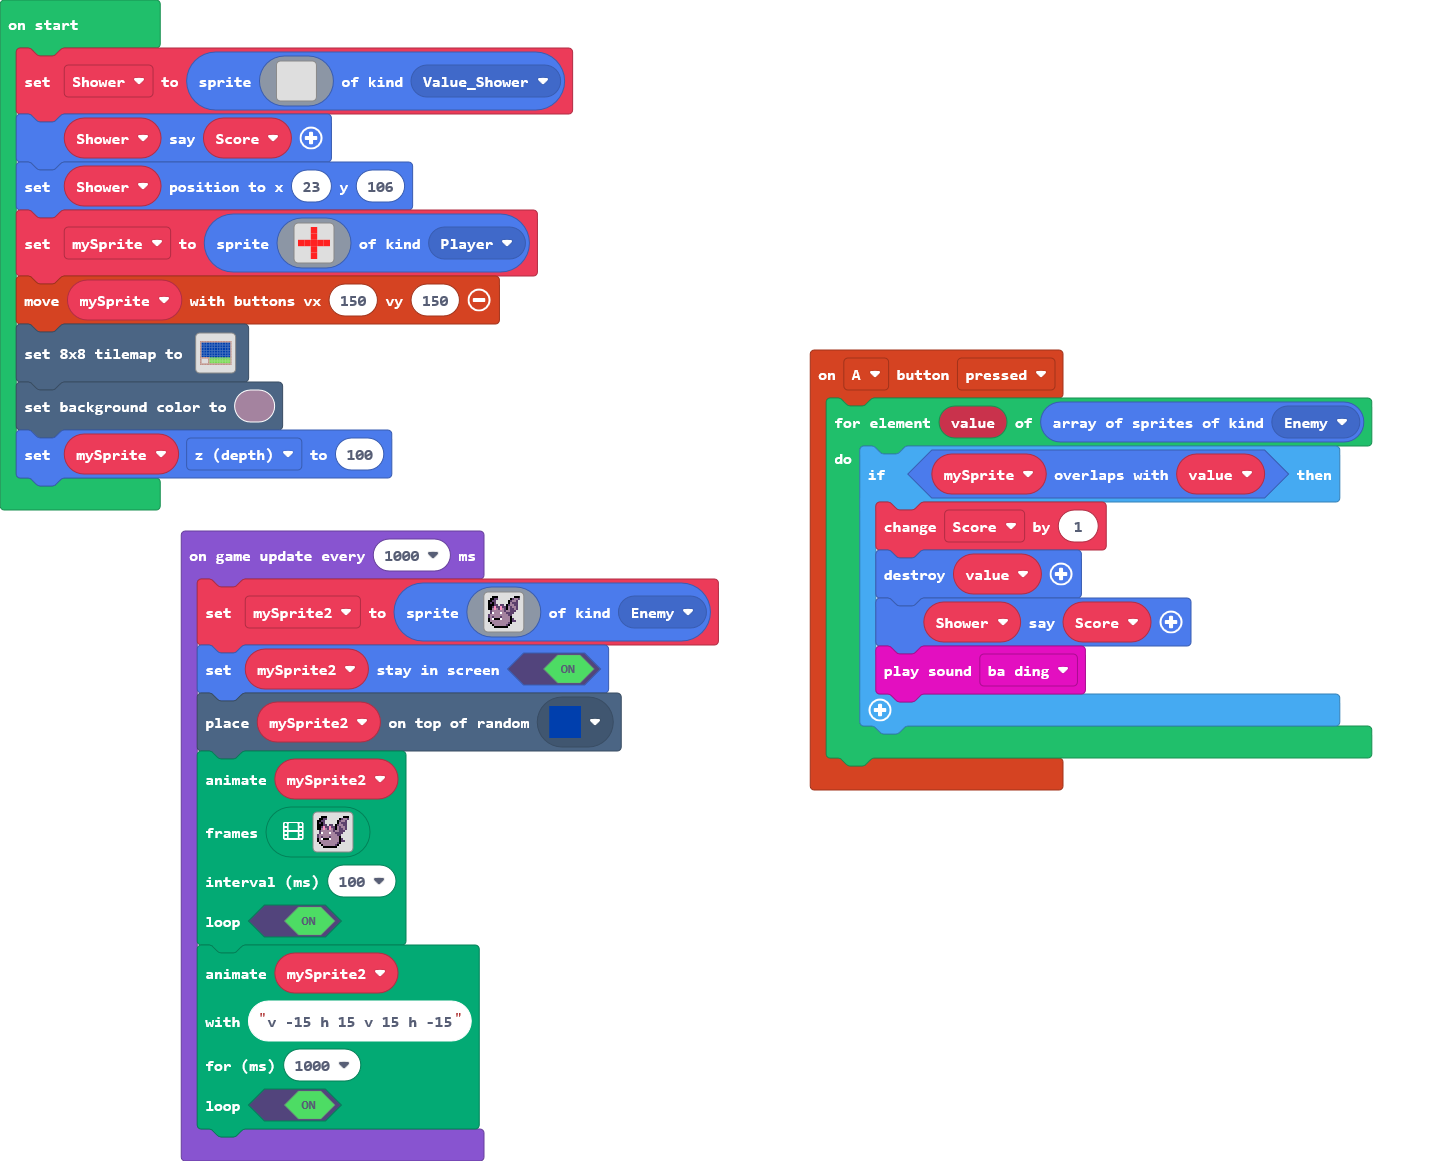 on start
set Shower to sprite of kind Value_Shower
Shower say Score
set Shower position to x 23 y 106
set mySprite to sprite of kind Player
move mySprite with buttons vx 150 vy 150
set 8x8 tilemap to
set background color to
set mySprite z (depth) to 100
on game update every 1000 ms
set mySprite2 to sprite of kind Enemy
set mySprite2 stay in screen ON
place mySprite2 on top of random
animate mySprite2
frames
interval (ms) 100
loop ON
animate mySprite2
with "v -15 h 15 v 15 h -15"
for (ms) 1000
loop ON
on A button pressed
for element value of array of sprites of kind Enemy
do
if mySprite overlaps with value then
change Score by 1
destroy value
Shower say Score
play sound ba ding